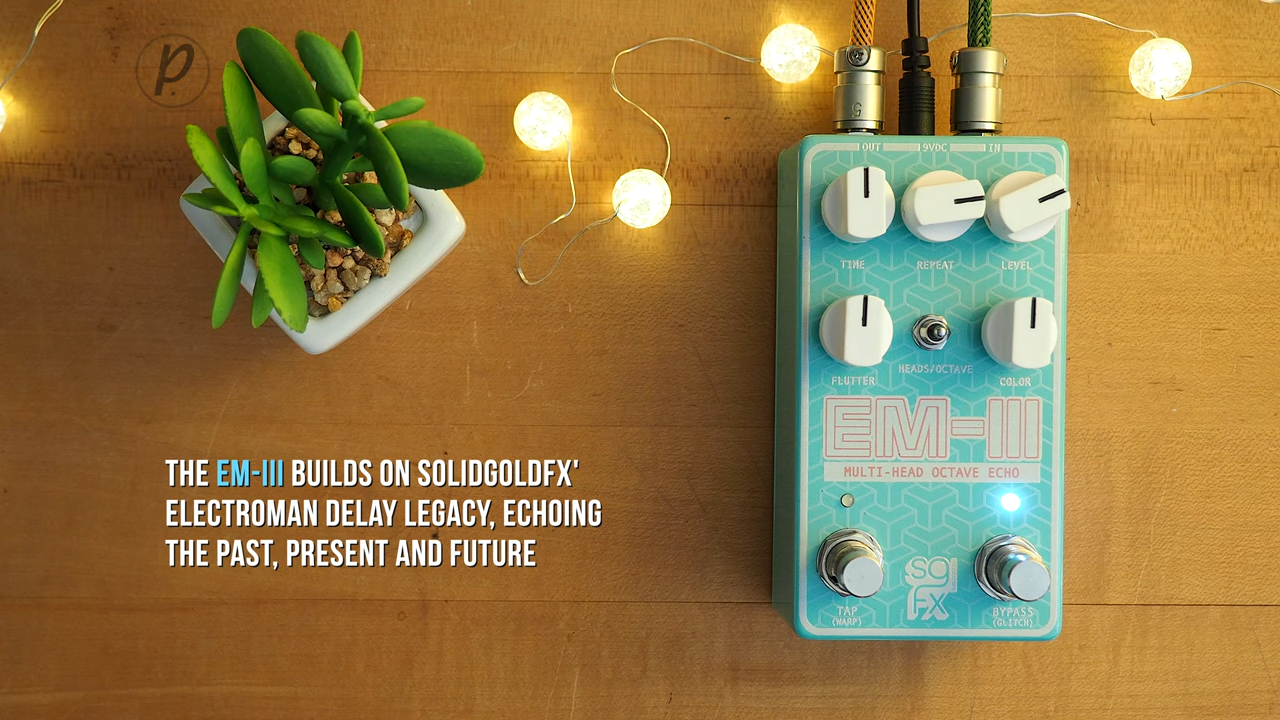 p.
THE EM-III BUILDS ON SOLIDGOLDFX'
ELECTROMAN DELAY LEGACY, ECHOING
THE PAST, PRESENT AND FUTURE
OUT 9VDC IN
TIME REPEAT LEVEL
HEADS/OCTAVE
FLUTTER COLOR
EM-III
MULTI-HEAD OCTAVE ECHO
sg
FX
TAP BYPASS
(WARP) (GLITCH)